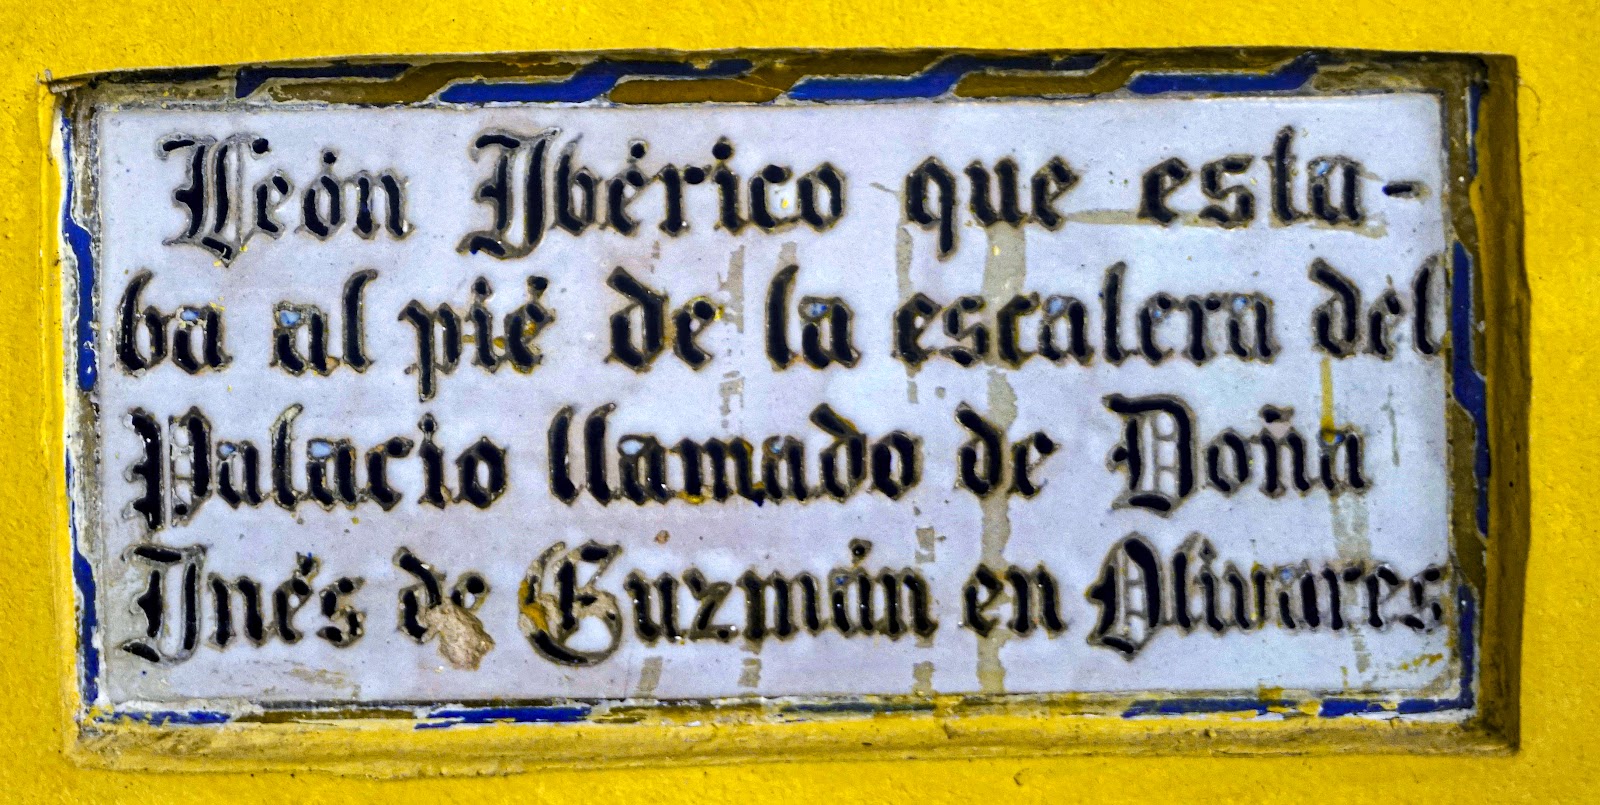 León Ibérico que esta-
ba al pié de la escalera del
Palacio llamado de Doña
Inés de Guzmán en Olivares